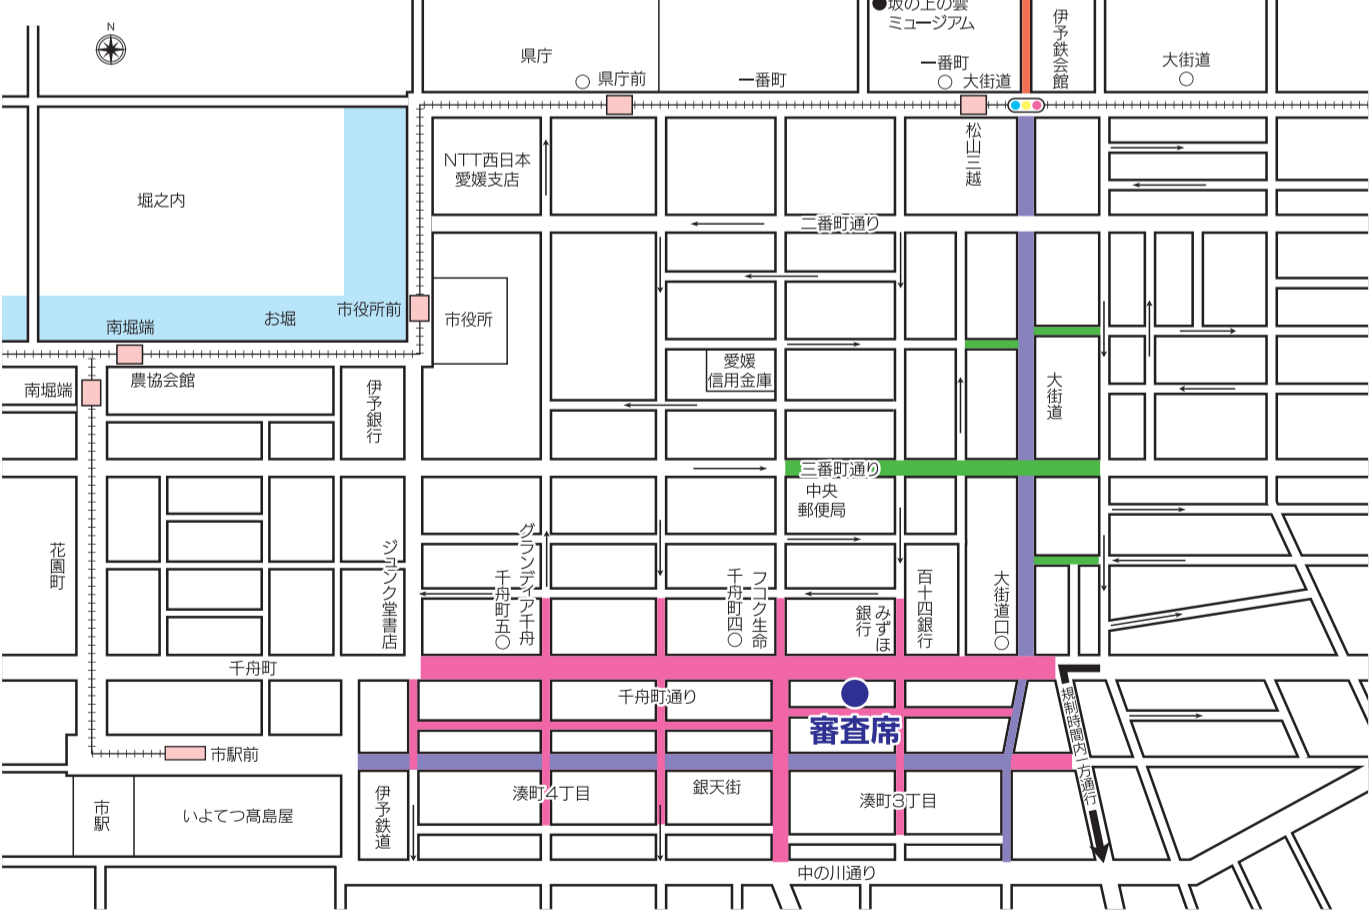 N
坂の上の雲
ミュージアム
伊予鉄会館
県庁
県庁前
一番町
一番町
大街道
大街道
松山三越
NTT西日本
愛媛支店
堀之内
二番町通り
お堀
市役所前
市役所
南堀端
南堀端
農協会館
伊予銀行
愛媛
信用金庫
大街道
三番町通り
中央
郵便局
花園町
ジュンク堂書店
グランディア千舟
千舟町五
フコク生命
千舟町四
みずほ
銀行
百十四銀行
大街道口
千舟町
千舟町通り
審査席
規制時間内一方通行
市駅前
市駅
いよてつ髙島屋
伊予鉄道
湊町4丁目
銀天街
湊町3丁目
中の川通り